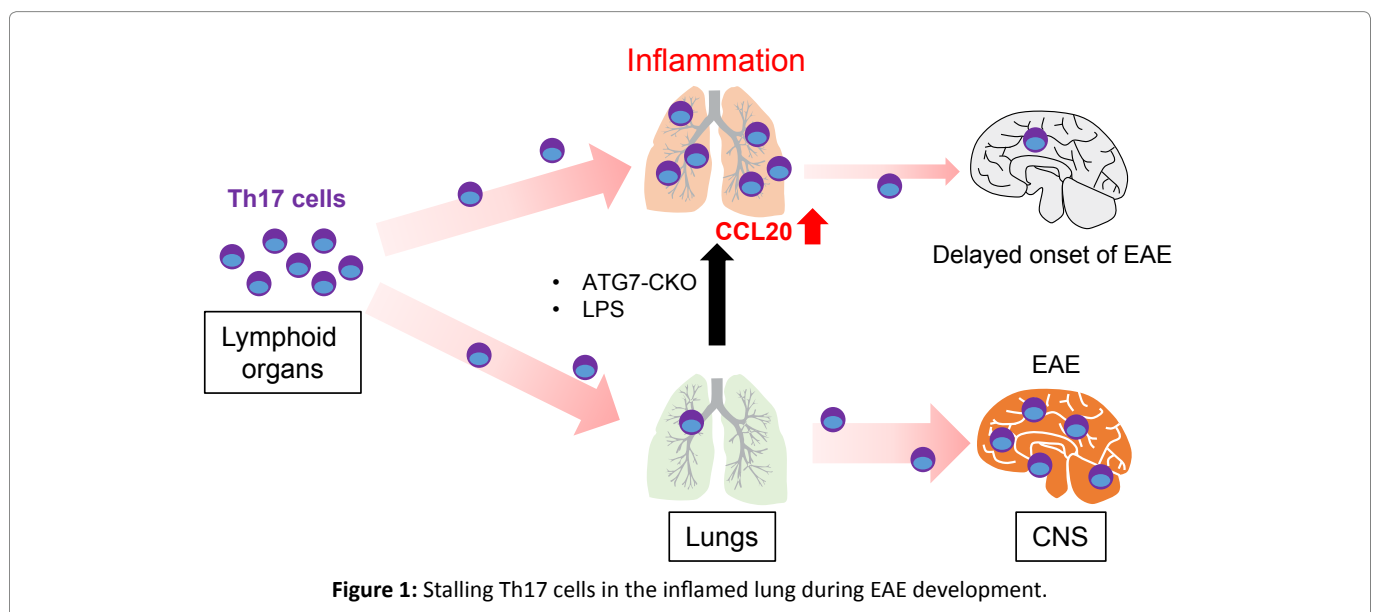 Inflammation
Th17 cells
CCL20
Delayed onset of EAE
• ATG7-CKO
• LPS
Lymphoid
organs
EAE
Lungs
CNS
Figure 1: Stalling Th17 cells in the inflamed lung during EAE development.